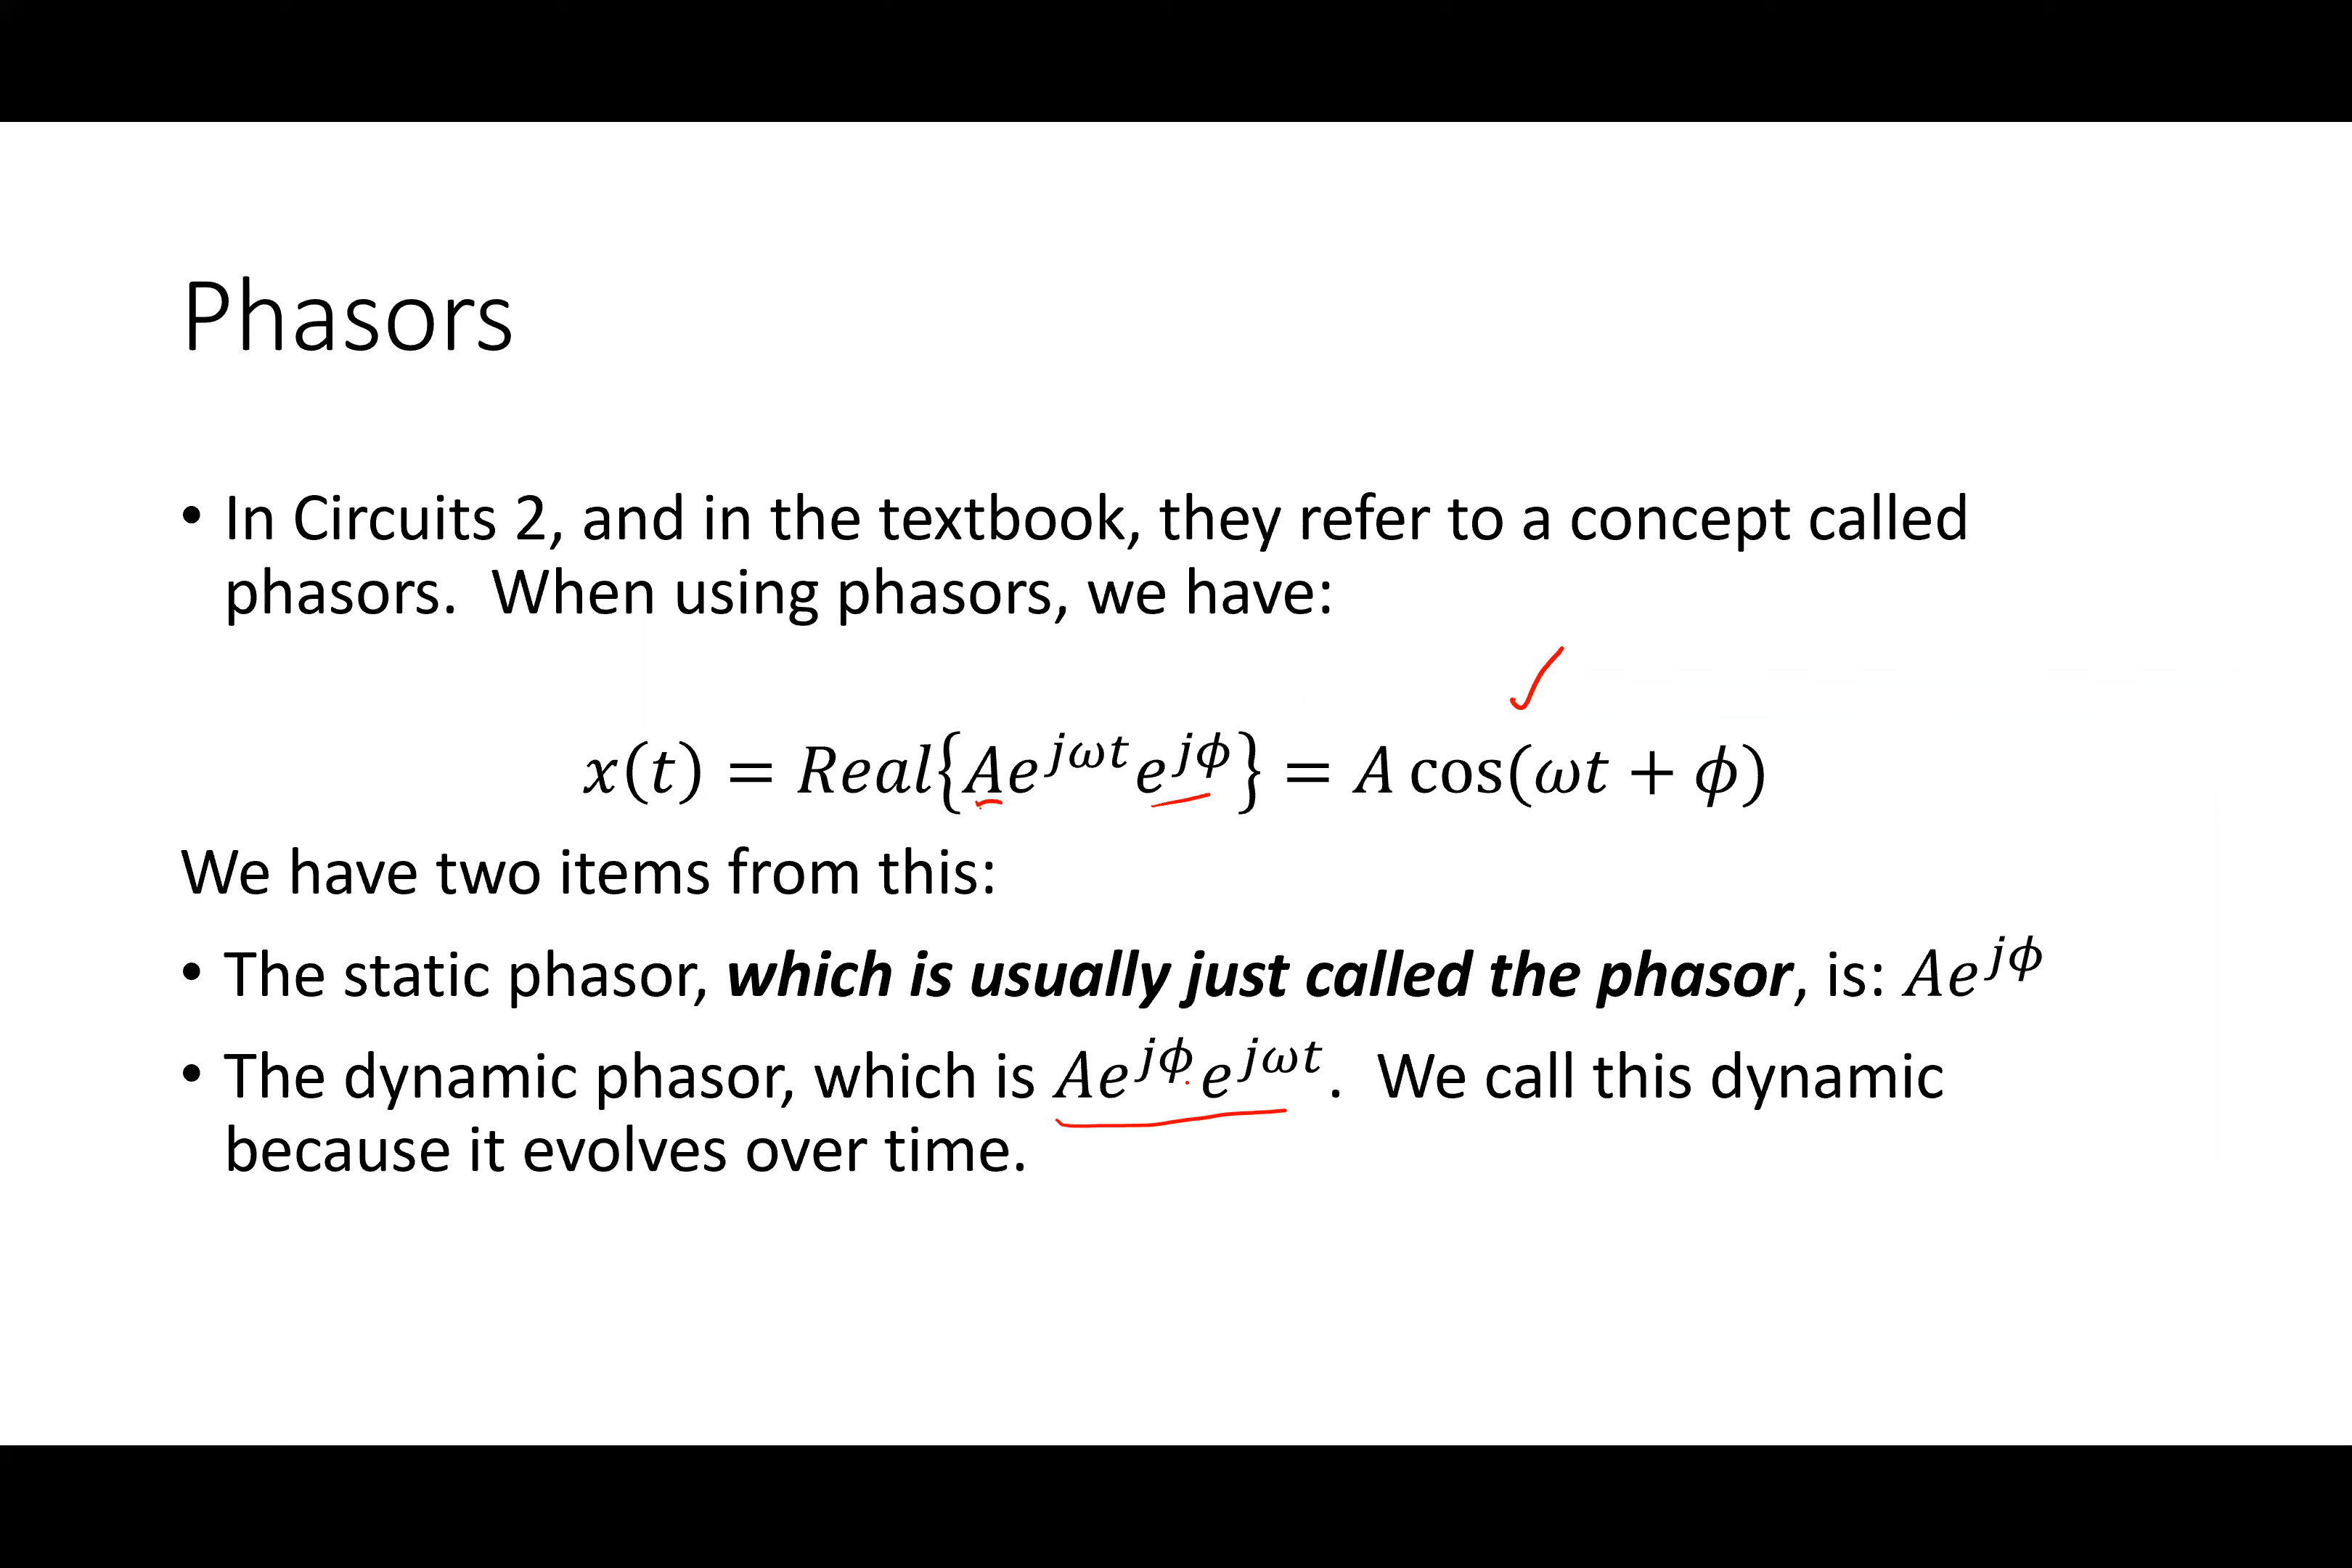 Phasors
• In Circuits 2, and in the textbook, they refer to a concept called
phasors.  When using phasors, we have:
x(t) = Real{Ae^{jωt}e^{jϕ}} = A cos(ωt + ϕ)
We have two items from this:
• The static phasor, which is usually just called the phasor, is: Ae^{jϕ}
• The dynamic phasor, which is Ae^{jϕ}e^{jωt}.  We call this dynamic
because it evolves over time.